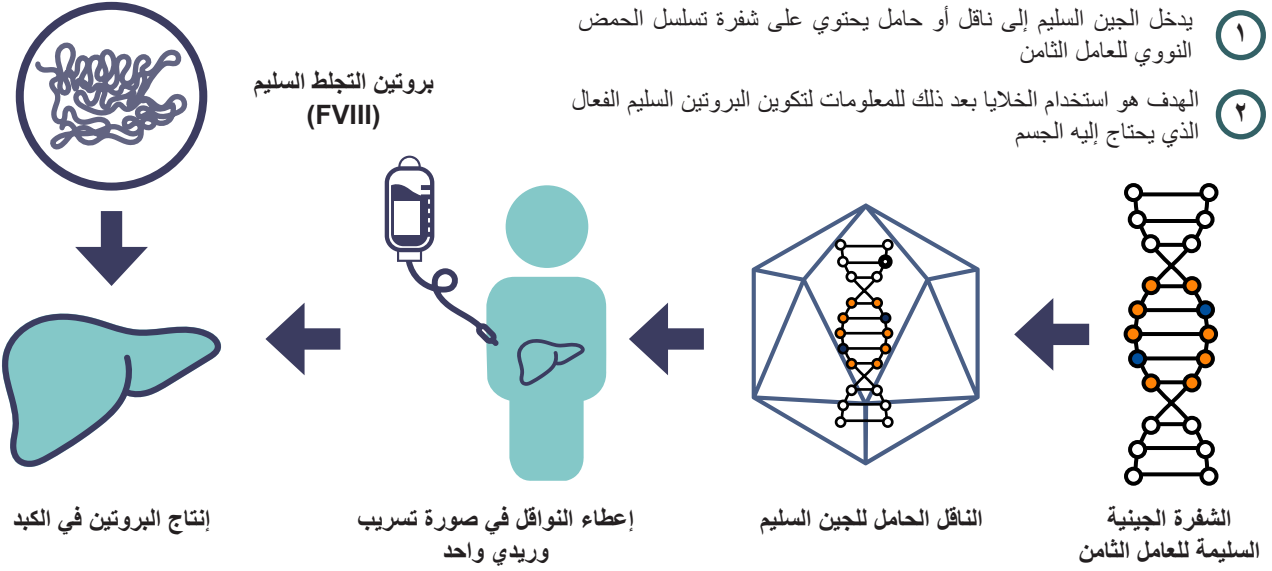 ١
يدخل الجين السليم إلى ناقل أو حامل يحتوي على شفرة تسلسل الحمض
النووي للعامل الثامن
٢
الهدف هو استخدام الخلايا بعد ذلك للمعلومات لتكوين البروتين السليم الفعال
الذي يحتاج إليه الجسم
بروتين التجلط السليم
(FVIII)
الشفرة الجينية
السليمة للعامل الثامن
الناقل الحامل للجين السليم
إعطاء النواقل في صورة تسريب
وريدي واحد
إنتاج البروتين في الكبد